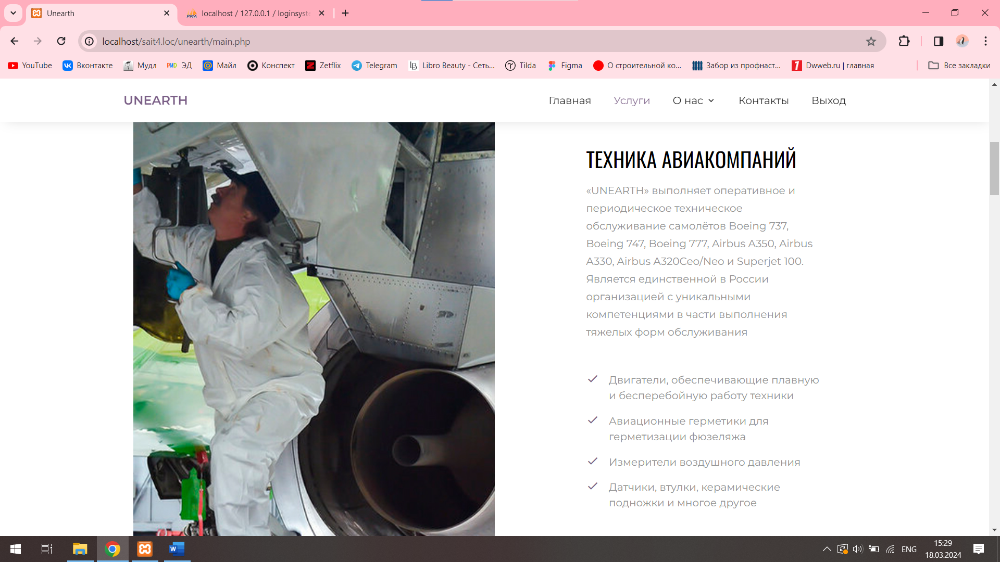 Unearth
localhost / 127.0.0.1 / loginsyste
localhost/sait4.loc/unearth/main.php
YouTube
Вконтакте
Мудл
РИО ЭД
Майл
Конспект
Zetflix
Telegram
LB Libro Beauty - Сеть...
Tilda
Figma
О строительной ко...
Забор из профнаст...
1 Dwweb.ru | главная
Все закладки
UNEARTH
Главная
Услуги
О нас
Контакты
Выход
ТЕХНИКА АВИАКОМПАНИЙ
«UNEARTH» выполняет оперативное и
периодическое техническое
обслуживание самолётов Boeing 737,
Boeing 747, Boeing 777, Airbus A350, Airbus
A330, Airbus A320Ceo/Neo и Superjet 100.
Является единственной в России
организацией с уникальными
компетенциями в части выполнения
тяжелых форм обслуживания
Двигатели, обеспечивающие плавную
и бесперебойную работу техники
Авиационные герметики для
герметизации фюзеляжа
Измерители воздушного давления
Датчики, втулки, керамические
подножки и многое другое
ENG
15:29
18.03.2024